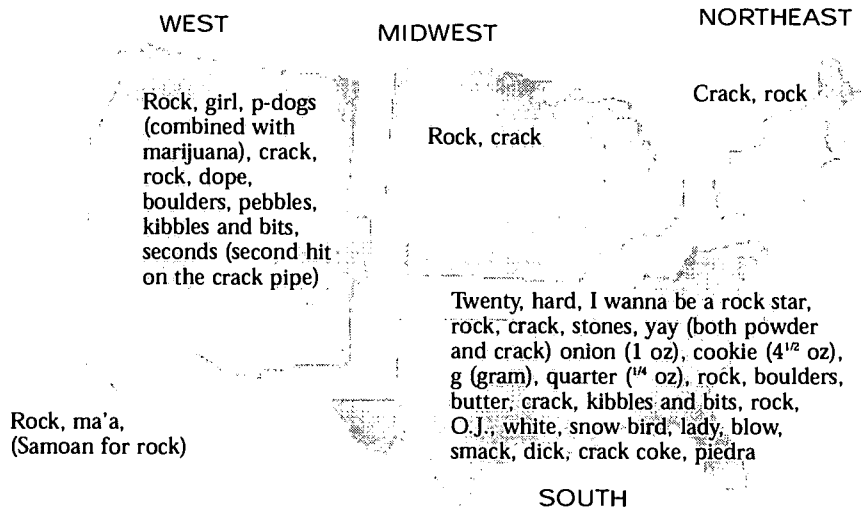 WEST
MIDWEST
NORTHEAST
Rock, girl, p-dogs
(combined with
marijuana), crack,
rock, dope,
boulders, pebbles,
kibbles and bits,
seconds (second hit
on the crack pipe)
Rock, crack
Crack, rock
Twenty, hard, I wanna be a rock star,
rock, crack, stones, yay (both powder
and crack) onion (1 oz), cookie (4 1/2 oz),
g (gram), quarter (1/4 oz), rock, boulders,
butter, crack, kibbles and bits, rock,
O.J., white, snow bird, lady, blow,
smack, dick, crack coke, piedra
Rock, ma'a,
(Samoan for rock)
SOUTH